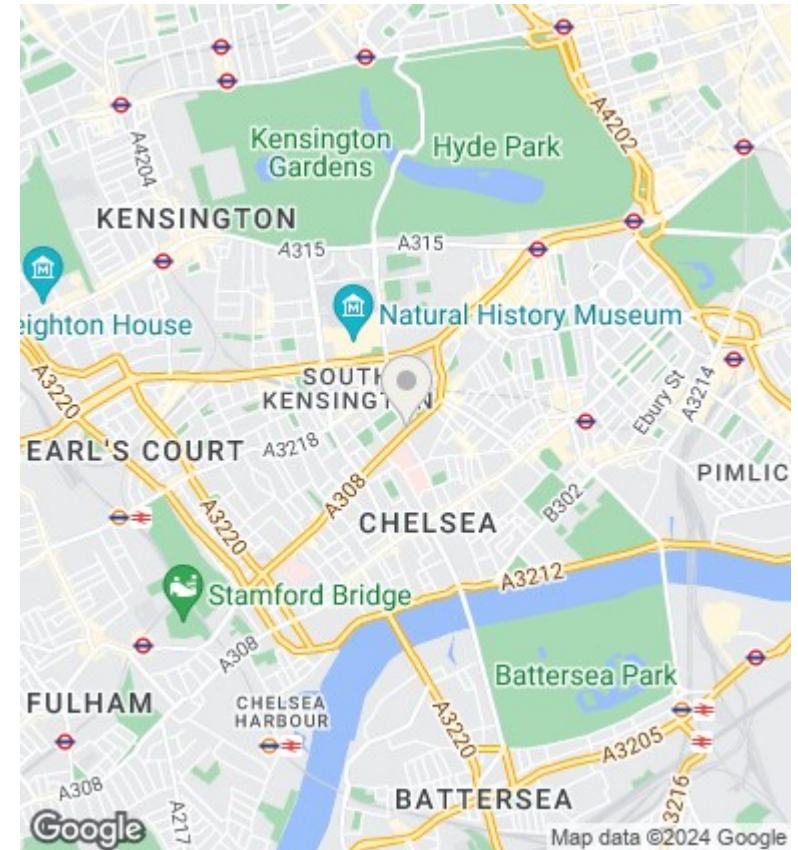 A4202
A4204
Kensington
Gardens
Hyde Park
KENSINGTON
A315
A315
eighton House
Natural History Museum
SOUTH
KENSINGTON
A3220
Ebury St
A3214
A3218
EARL'S COURT
A308
PIMLIC
CHELSEA
B302
A3220
A3212
Stamford Bridge
A308
Battersea Park
FULHAM
CHELSEA
HARBOUR
A3220
A3205
A308
A217
BATTERSEA
A3216
Google
Map data ©2024 Google